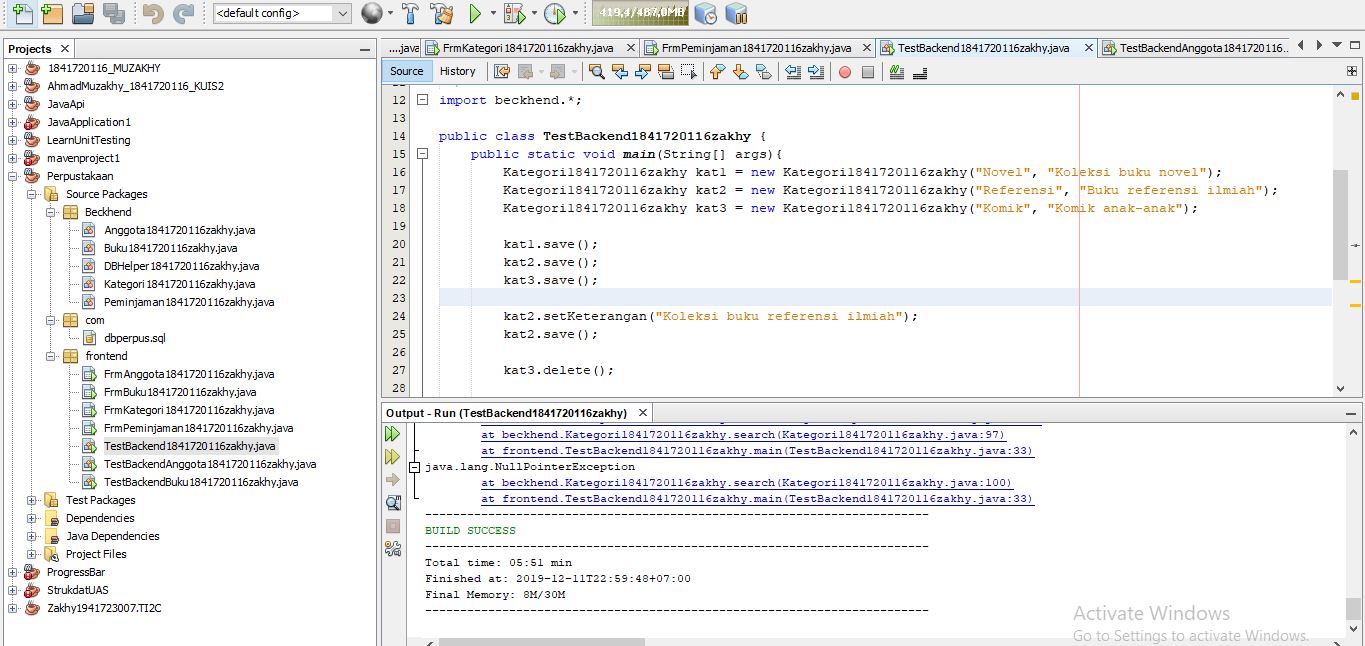 <default config>
419,4/487,0MB
Projects
1841720116_MUZAKHY
AhmadMuzakhy_1841720116_KUIS2
JavaApi
JavaApplication1
LearnUnitTesting
mavenproject1
Perpustakaan
Source Packages
Beckhend
Anggota1841720116zakhy.java
Buku1841720116zakhy.java
DBHelper1841720116zakhy.java
Kategori1841720116zakhy.java
Peminjaman1841720116zakhy.java
com
dbperpus.sql
frontend
FrmAnggota1841720116zakhy.java
FrmBuku1841720116zakhy.java
FrmKategori1841720116zakhy.java
FrmPeminjaman1841720116zakhy.java
TestBackend1841720116zakhy.java
TestBackendAnggota1841720116zakhy.java
TestBackendBuku1841720116zakhy.java
Test Packages
Dependencies
Java Dependencies
Project Files
ProgressBar
StrukdatUAS
Zakhy1941723007.TI2C
....java FrmKategori1841720116zakhy.java FrmPeminjaman1841720116zakhy.java TestBackend1841720116zakhy.java TestBackendAnggota1841720116...
Source History
12 import beckhend.*;
13
14 public class TestBackend1841720116zakhy {
15 public static void main(String[] args){
16 Kategori1841720116zakhy kat1 = new Kategori1841720116zakhy("Novel", "Koleksi buku novel");
17 Kategori1841720116zakhy kat2 = new Kategori1841720116zakhy("Referensi", "Buku referensi ilmiah");
18 Kategori1841720116zakhy kat3 = new Kategori1841720116zakhy("Komik", "Komik anak-anak");
19
20 kat1.save();
21 kat2.save();
22 kat3.save();
23
24 kat2.setKeterangan("Koleksi buku referensi ilmiah");
25 kat2.save();
26
27 kat3.delete();
28
Output - Run (TestBackend1841720116zakhy)
at beckhend.Kategori1841720116zakhy.search(Kategori1841720116zakhy.java:97)
at frontend.TestBackend1841720116zakhy.main(TestBackend1841720116zakhy.java:33)
java.lang.NullPointerException
at beckhend.Kategori1841720116zakhy.search(Kategori1841720116zakhy.java:100)
at frontend.TestBackend1841720116zakhy.main(TestBackend1841720116zakhy.java:33)
------------------------------------------------------------------------
BUILD SUCCESS
------------------------------------------------------------------------
Total time: 05:51 min
Finished at: 2019-12-11T22:59:48+07:00
Final Memory: 8M/30M
------------------------------------------------------------------------
Activate Windows
Go to Settings to activate Windows.